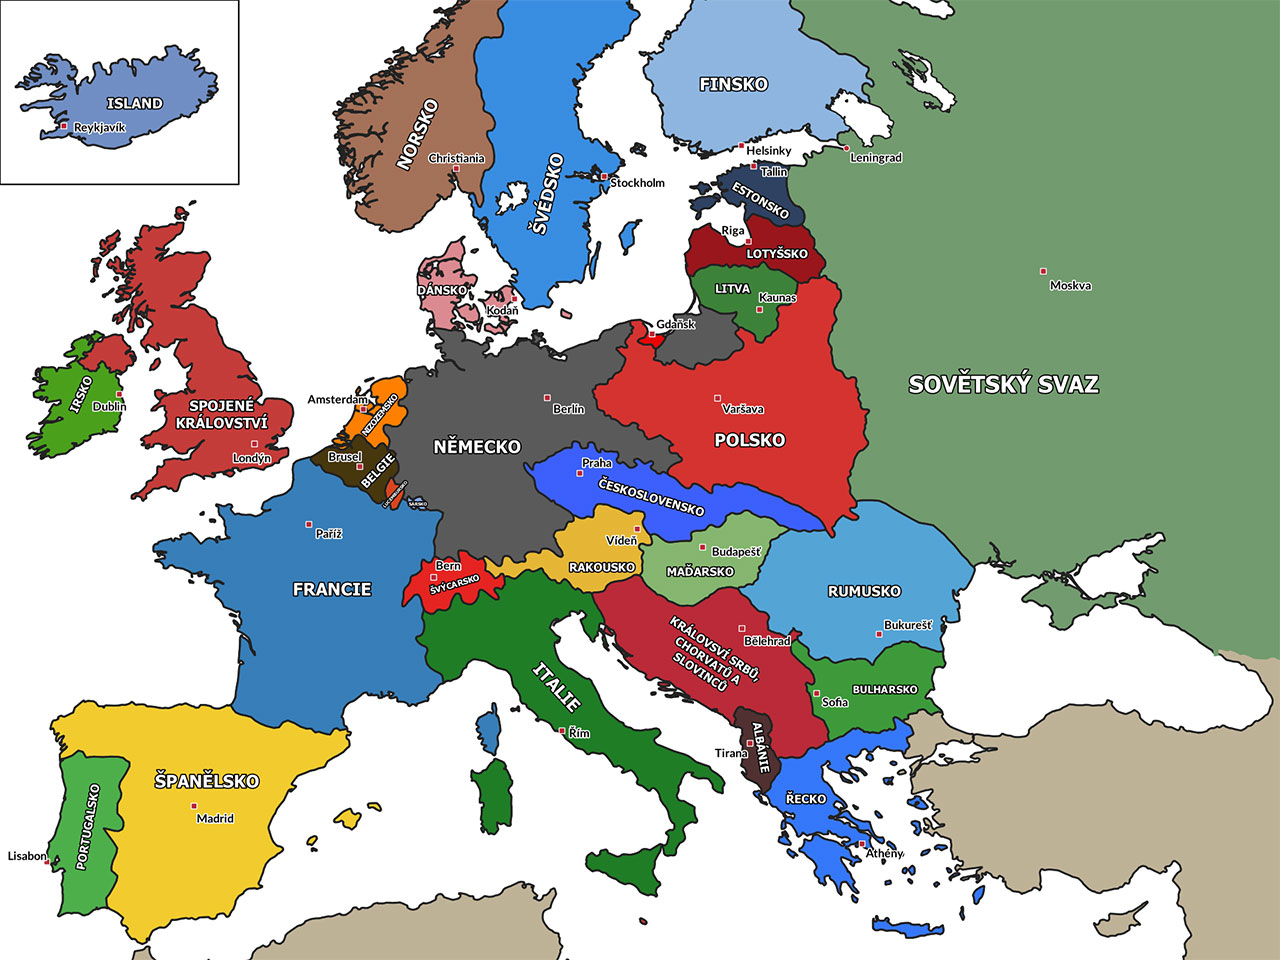 ISLAND
Reykjavík
NORSKO
Christiania
ŠVÉDSKO
Stockholm
FINSKO
Helsinky
Leningrad
Tallin
ESTONSKO
Riga
LOTYŠSKO
LITVA
Kaunas
Moskva
SOVĚTSKÝ SVAZ
DÁNSKO
Kodaň
Gdaňsk
IRSKO
Dublin
SPOJENÉ
KRÁLOVSTVÍ
Londýn
Amsterdam
NIZOZEMSKO
Brusel
BELGIE
LUCEMBURSKO
SÁRSKO
Berlín
NĚMECKO
Varšava
POLSKO
Praha
ČESKOSLOVENSKO
Paříž
FRANCIE
Bern
ŠVÝCARSKO
Vídeň
RAKOUSKO
Budapešť
MAĎARSKO
RUMUSKO
Bukurešť
KRÁLOVSVÍ SRBŮ,
CHORVATŮ A
SLOVINCŮ
Bělehrad
ITALIE
Řím
BULHARSKO
Sofia
Tirana
ALBÁNIE
ŘECKO
Athény
ŠPANĚLSKO
Madrid
PORTUGALSKO
Lisabon